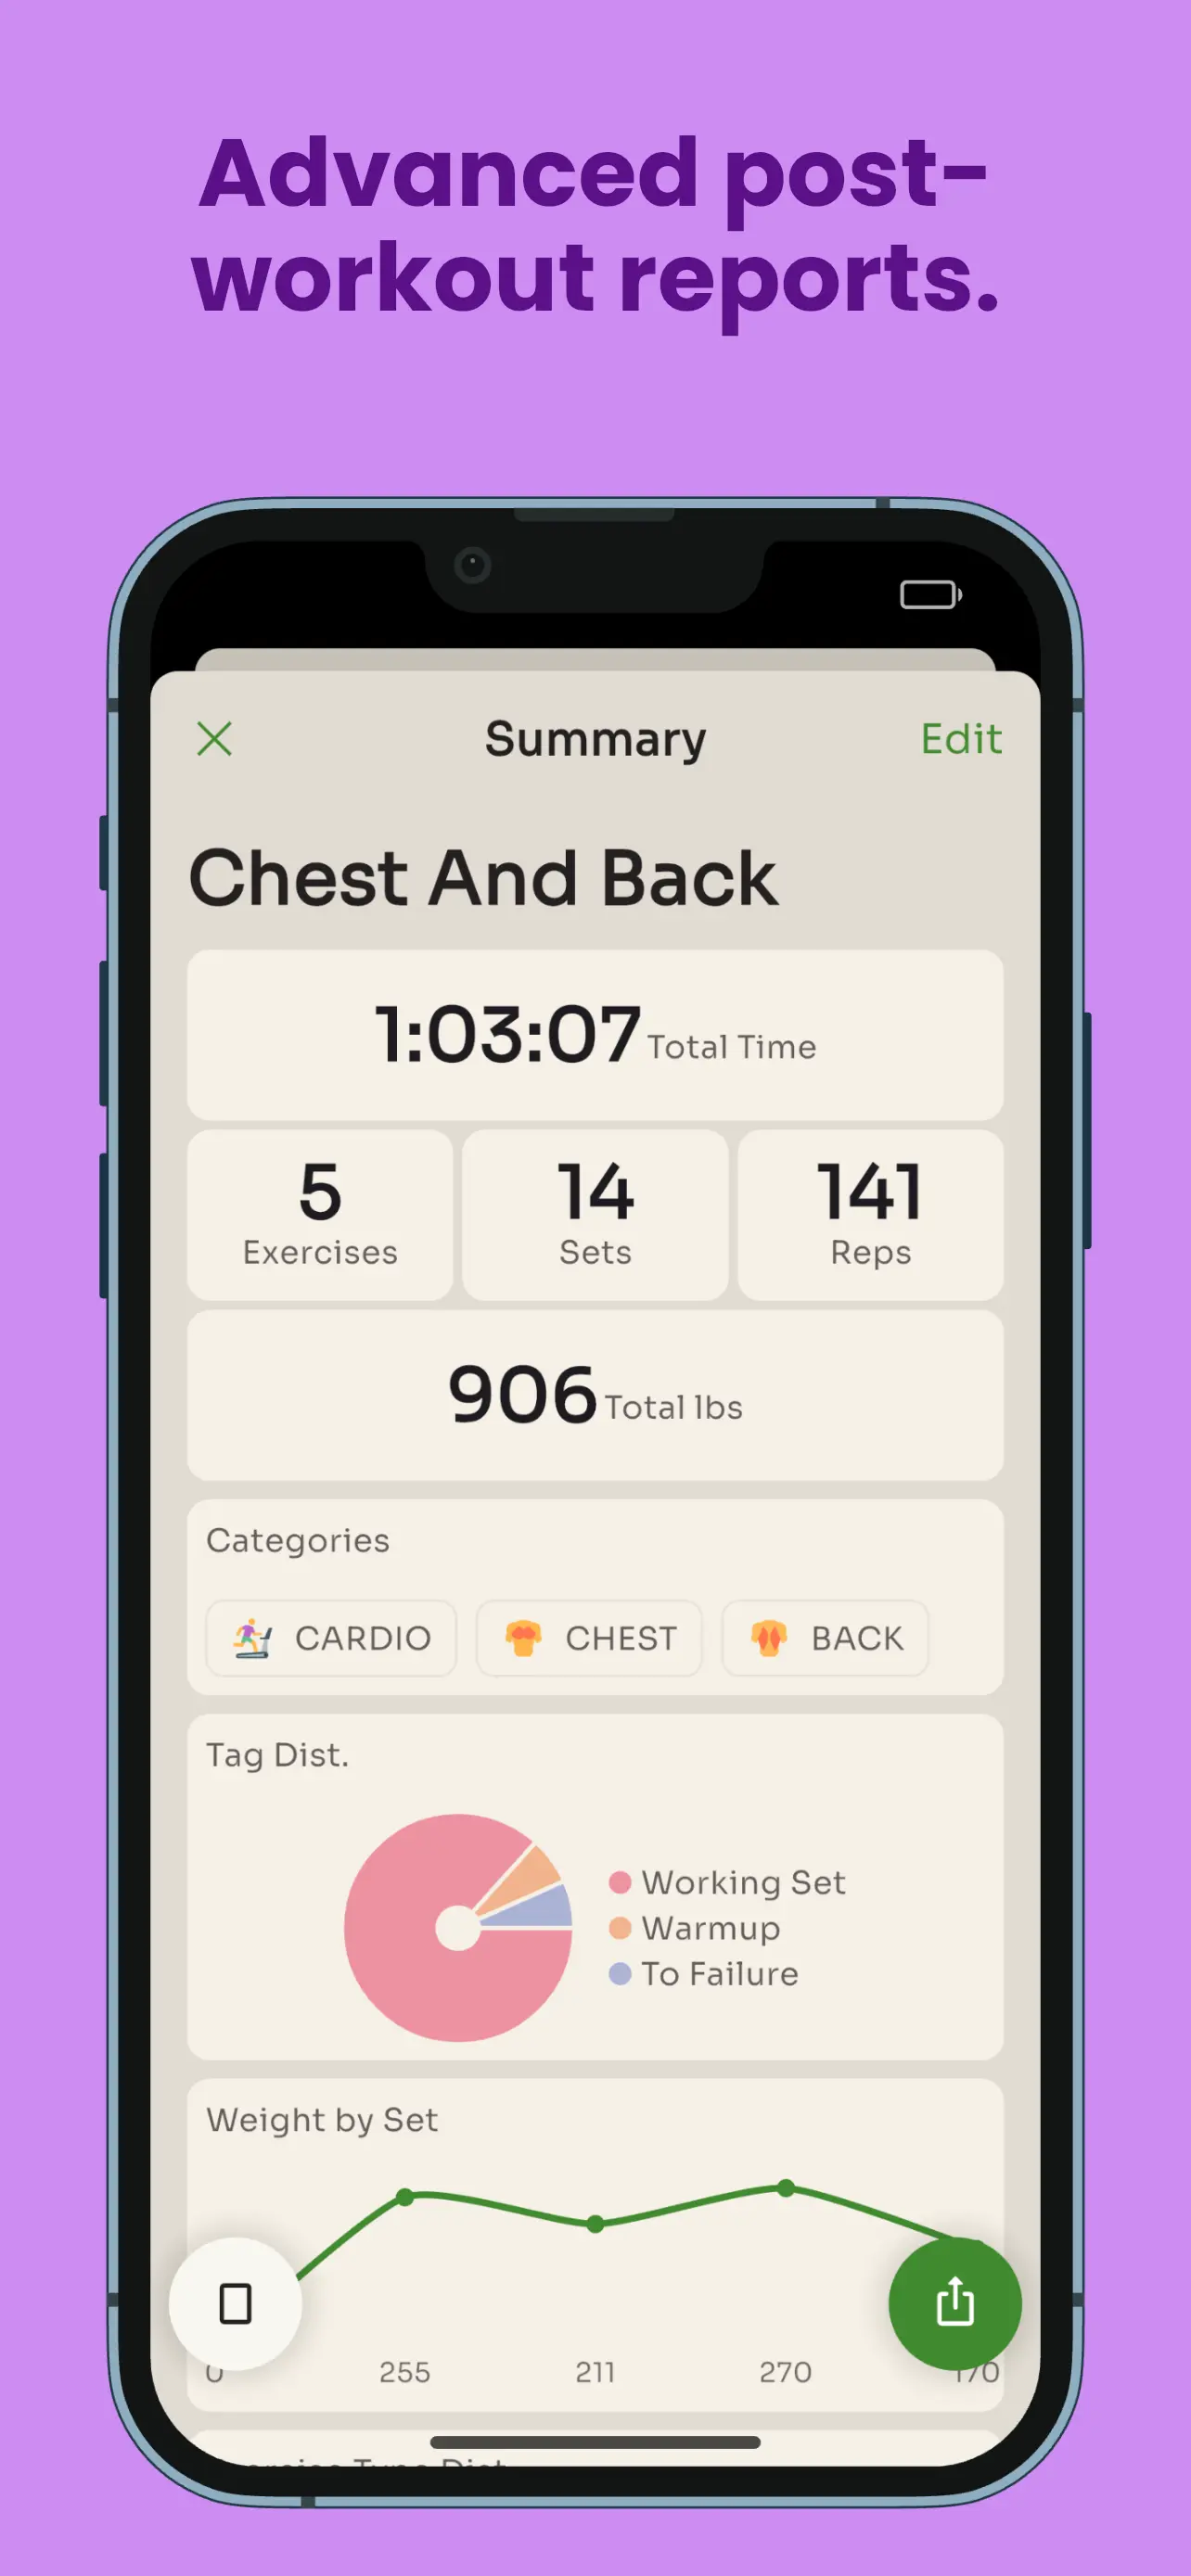 Advanced post-
workout reports.
Summary
Edit
Chest And Back
1:03:07 Total Time
5
Exercises
14
Sets
141
Reps
906 Total lbs
Categories
CARDIO
CHEST
BACK
Tag Dist.
Working Set
Warmup
To Failure
Weight by Set
0
255
211
270
170
Dist.